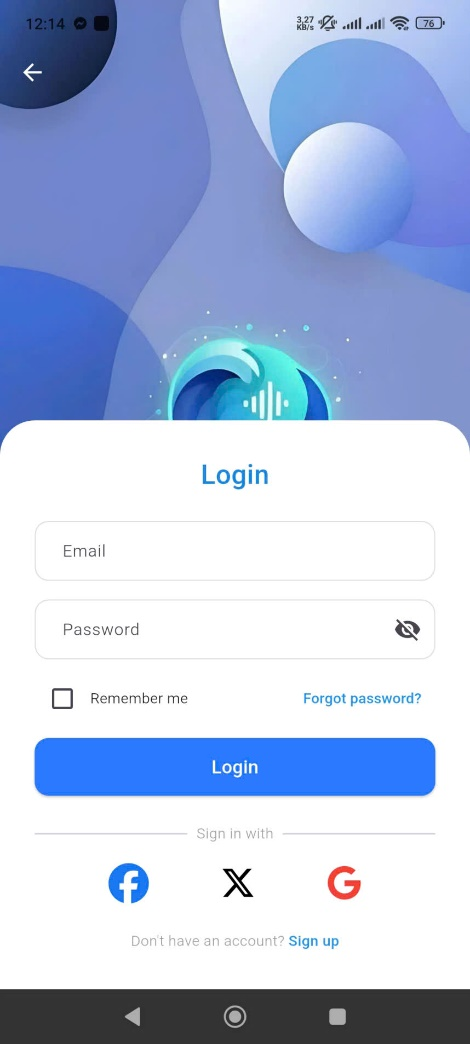 12:14
3,27
KB/s
76
Login
Email
Password
Remember me
Forgot password?
Login
Sign in with
Don't have an account? Sign up